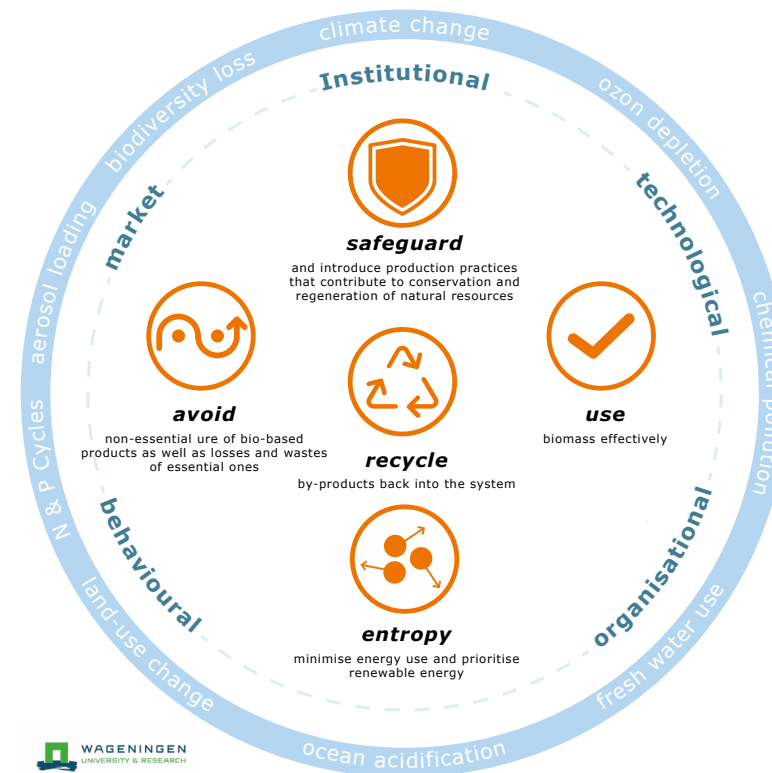 climate change
ozon depletion
chemical pollution
fresh water use
ocean acidification
land-use change
N & P Cycles
aerosol loading
biodiversity loss
Institutional
technological
organisational
behavioural
market
safeguard
and introduce production practices
that contribute to conservation and
regeneration of natural resources
avoid
non-essential ure of bio-based
products as well as losses and wastes
of essential ones
use
biomass effectively
recycle
by-products back into the system
entropy
minimise energy use and prioritise
renewable energy
WAGENINGEN
UNIVERSITY & RESEARCH